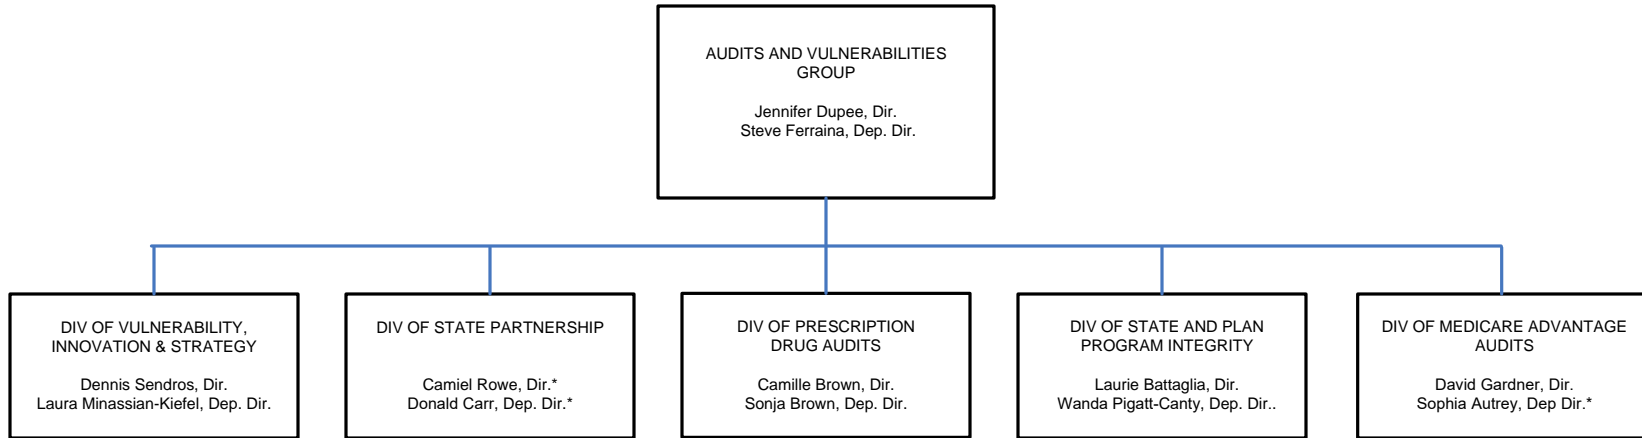 AUDITS AND VULNERABILITIES
GROUP
Jennifer Dupee, Dir.
Steve Ferraina, Dep. Dir.
DIV OF VULNERABILITY,
INNOVATION & STRATEGY
Dennis Sendros, Dir.
Laura Minassian-Kiefel, Dep. Dir.
DIV OF STATE PARTNERSHIP
Camiel Rowe, Dir.*
Donald Carr, Dep. Dir.*
DIV OF PRESCRIPTION
DRUG AUDITS
Camille Brown, Dir.
Sonja Brown, Dep. Dir.
DIV OF STATE AND PLAN
PROGRAM INTEGRITY
Laurie Battaglia, Dir.
Wanda Pigatt-Canty, Dep. Dir..
DIV OF MEDICARE ADVANTAGE
AUDITS
David Gardner, Dir.
Sophia Autrey, Dep Dir.*